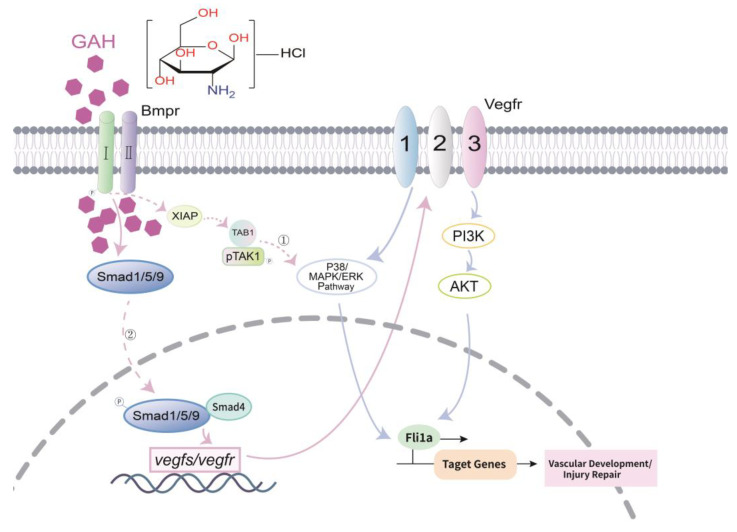 GAH
OH
OH
O
OH
OH
NH₂
HCl
Bmpr
Vegfr
I
II
1
2
3
P
XIAP
TAB1
pTAK1
P
①
P38/
MAPK/ERK
Pathway
PI3K
AKT
Smad1/5/9
②
P
Smad1/5/9
Smad4
vegfs/vegfr
Fli1a
Taget Genes
Vascular Development/
Injury Repair